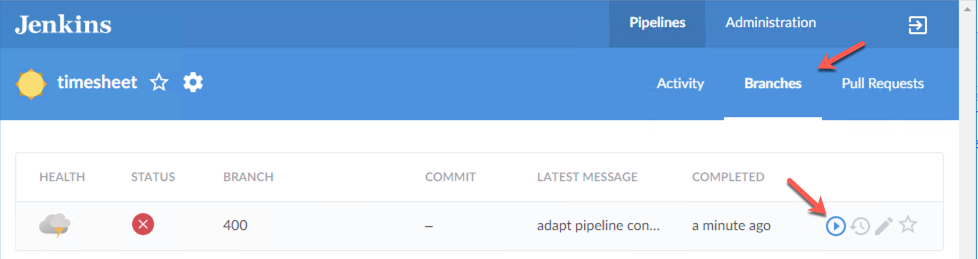 Jenkins Pipelines Administration
timesheet Activity Branches Pull Requests
HEALTH STATUS BRANCH COMMIT LATEST MESSAGE COMPLETED
400 – adapt pipeline con... a minute ago